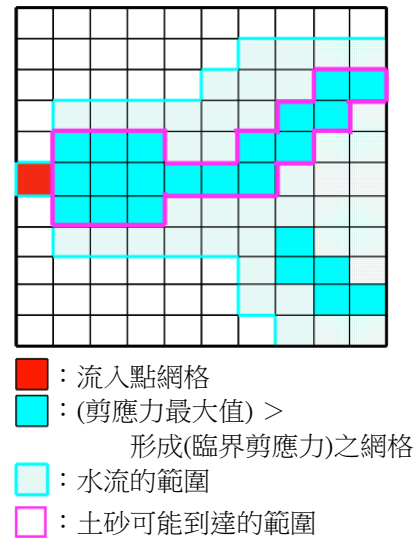 ：流入點網格
：(剪應力最大值) ＞
形成(臨界剪應力)之網格
：水流的範圍
：土砂可能到達的範圍